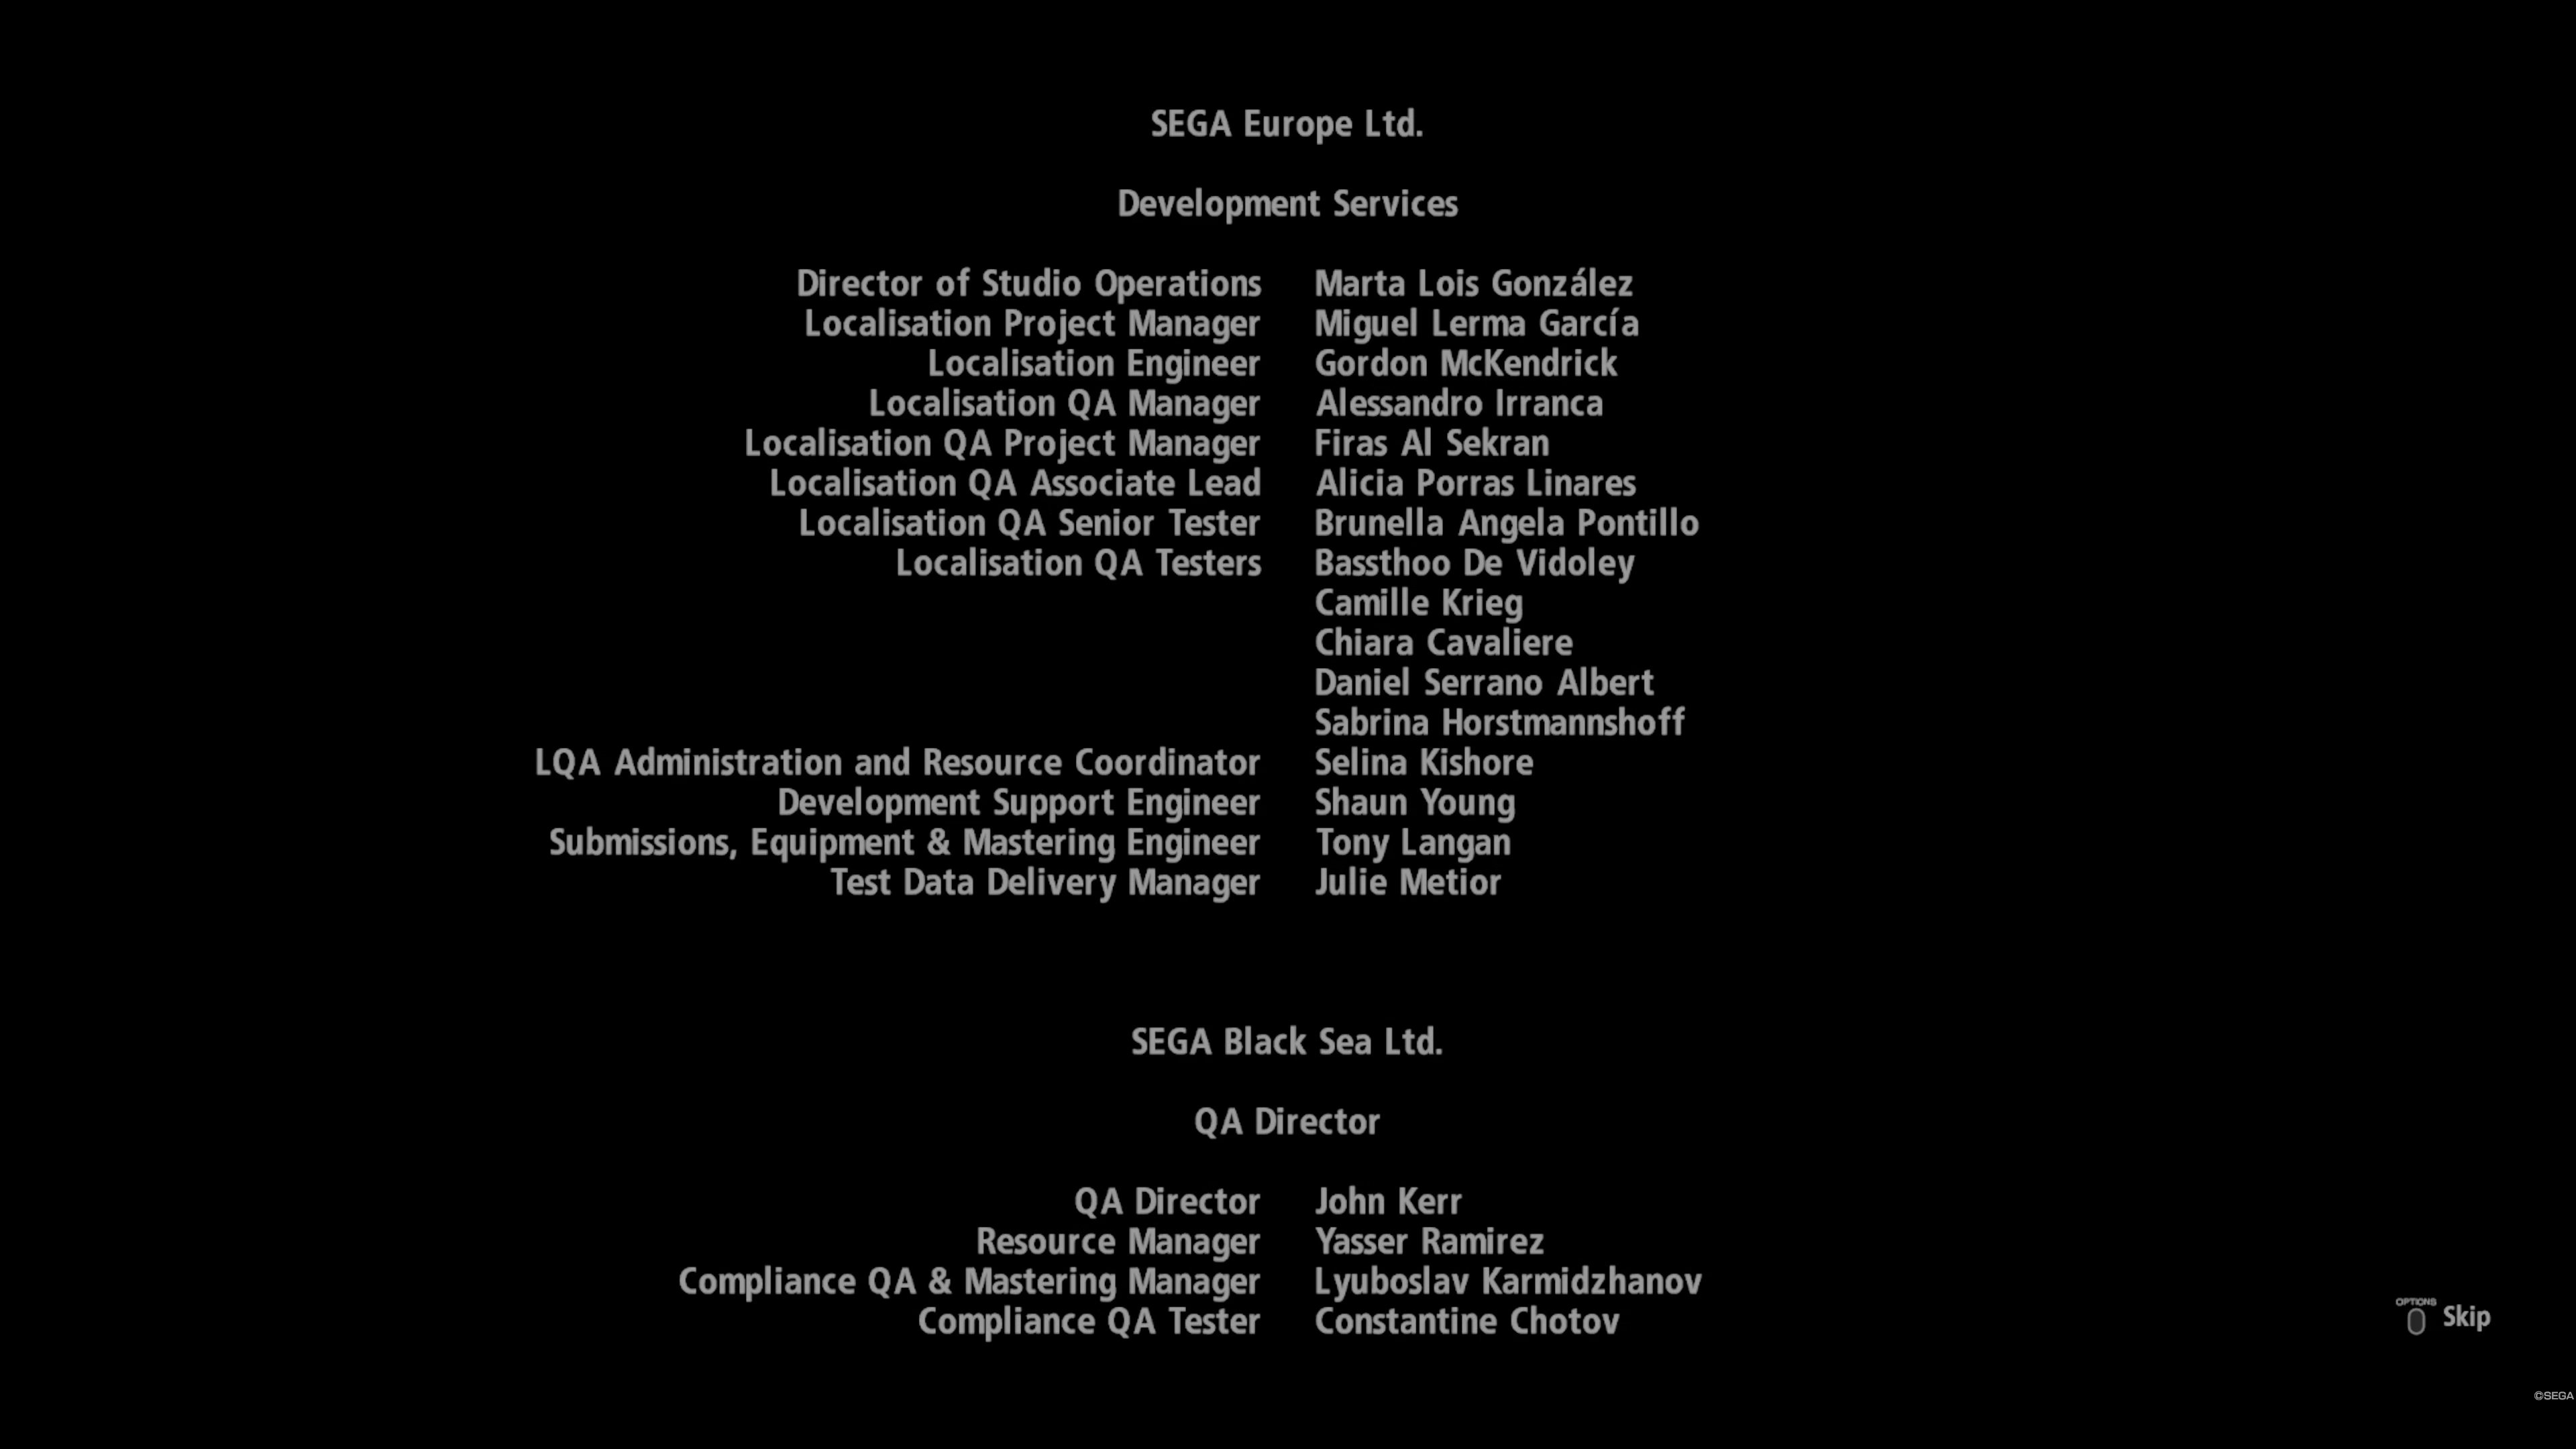 SEGA Europe Ltd.
Development Services
Director of Studio Operations Marta Lois González
Localisation Project Manager Miguel Lerma García
Localisation Engineer Gordon McKendrick
Localisation QA Manager Alessandro Irranca
Localisation QA Project Manager Firas Al Sekran
Localisation QA Associate Lead Alicia Porras Linares
Localisation QA Senior Tester Brunella Angela Pontillo
Localisation QA Testers Bassthoo De Vidoley
Camille Krieg
Chiara Cavaliere
Daniel Serrano Albert
Sabrina Horstmannshoff
LQA Administration and Resource Coordinator Selina Kishore
Development Support Engineer Shaun Young
Submissions, Equipment & Mastering Engineer Tony Langan
Test Data Delivery Manager Julie Metior
SEGA Black Sea Ltd.
QA Director
QA Director John Kerr
Resource Manager Yasser Ramirez
Compliance QA & Mastering Manager Lyuboslav Karmidzhanov
Compliance QA Tester Constantine Chotov
OPTIONS Skip
©SEGA